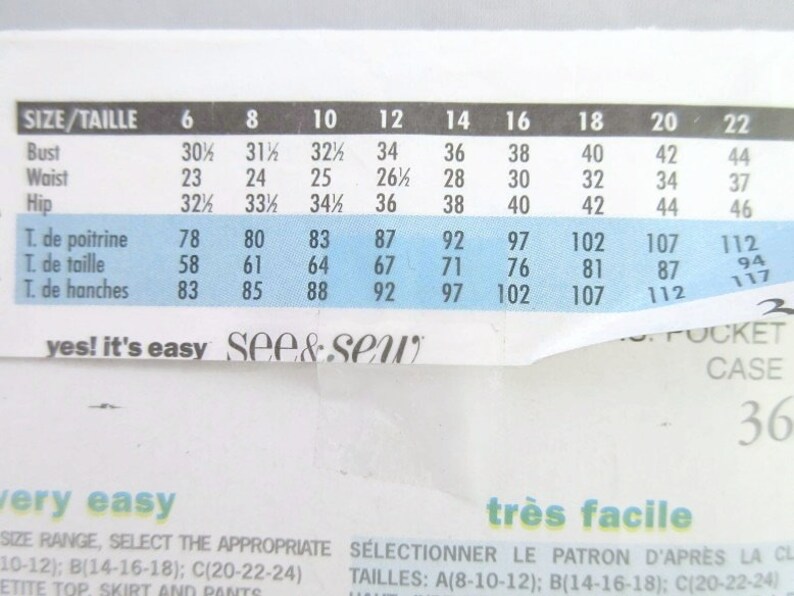 SIZE/TAILLE 6 8 10 12 14 16 18 20 22
Bust 30½ 31½ 32½ 34 36 38 40 42 44
Waist 23 24 25 26½ 28 30 32 34 37
Hip 32½ 33½ 34½ 36 38 40 42 44 46
T. de poitrine 78 80 83 87 92 97 102 107 112
T. de taille 58 61 64 67 71 76 81 87 94
T. de hanches 83 85 88 92 97 102 107 112 117
yes! it's easy see&sew
POCKET
CASE
36
very easy
très facile
SIZE RANGE, SELECT THE APPROPRIATE
10-12); B(14-16-18); C(20-22-24)
SKIRT AND PANTS
SÉLECTIONNER LE PATRON D'APRÈS LA
TAILLES: A(8-10-12); B(14-16-18); C(20-22-24)